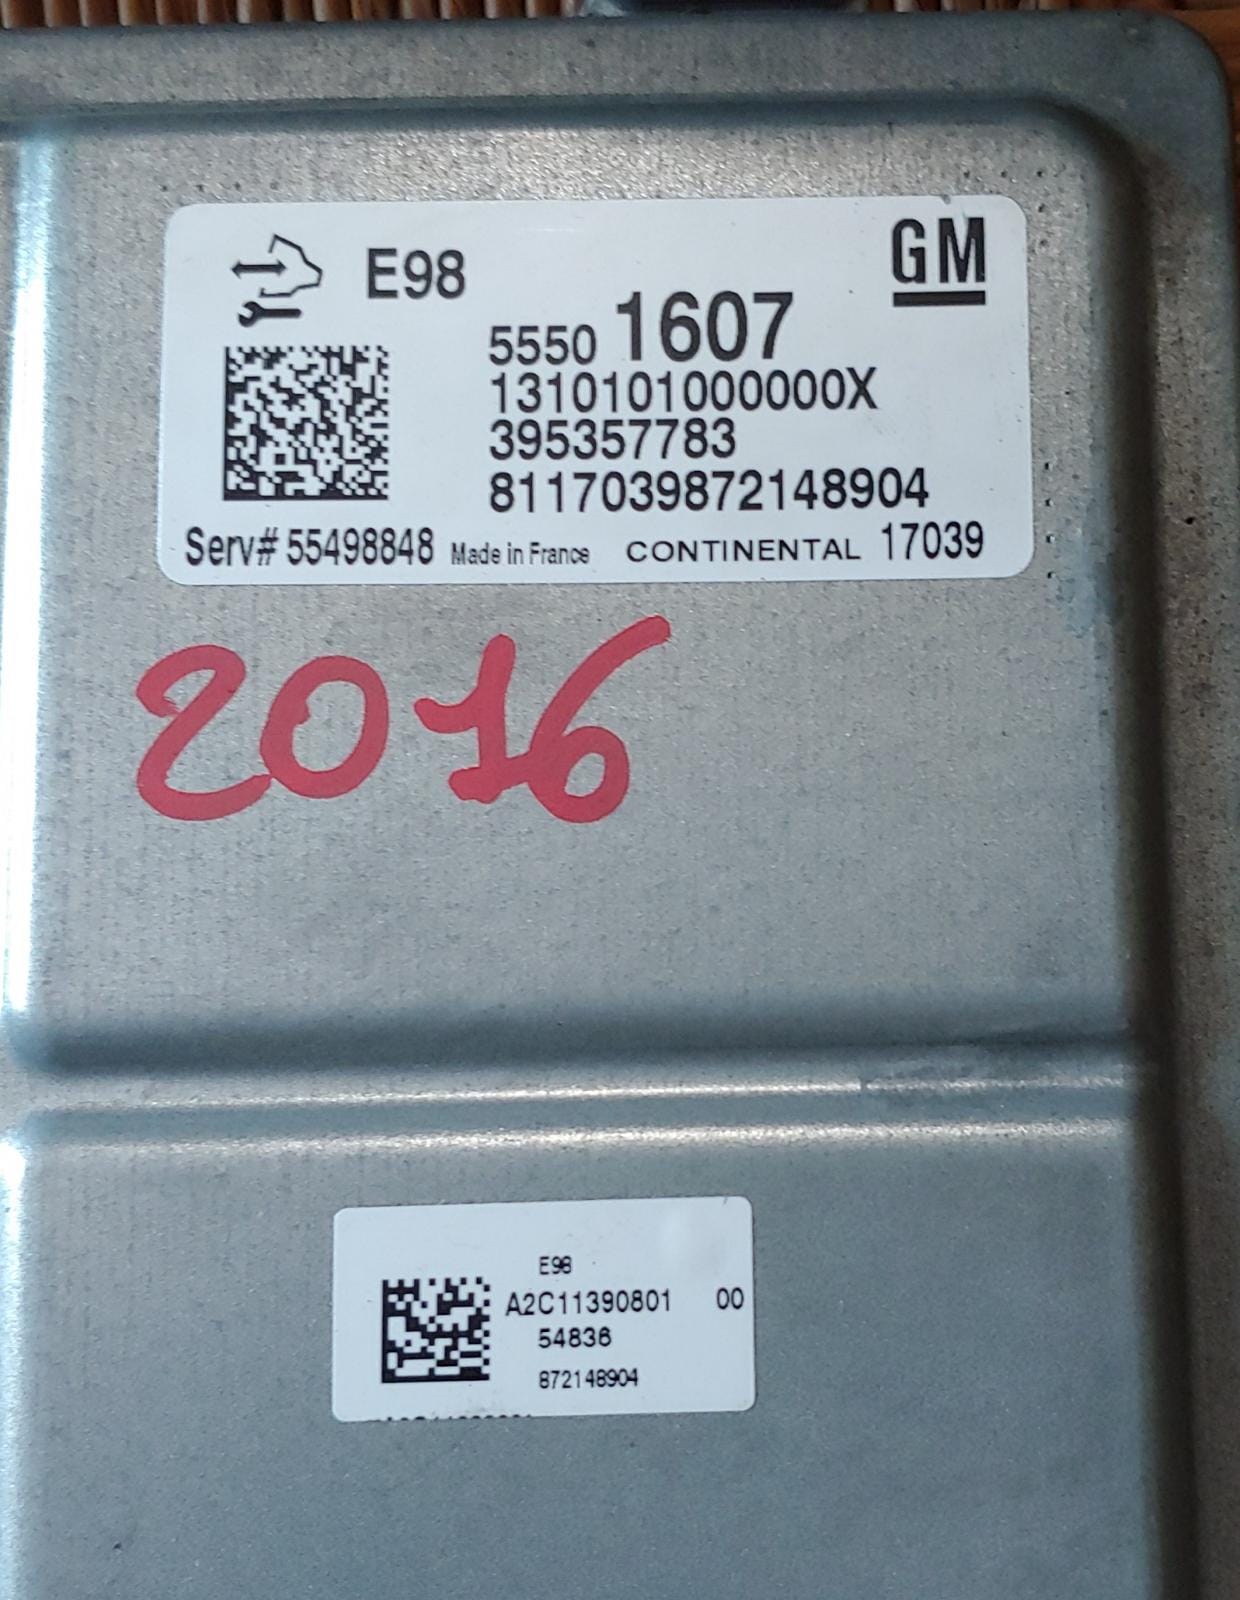 E98
GM
5550 1607
1310101000000X
395357783
8117039872148904
Serv# 55498848 Made in France CONTINENTAL 17039
2016
E98
A2C11390801 00
54836
872148904